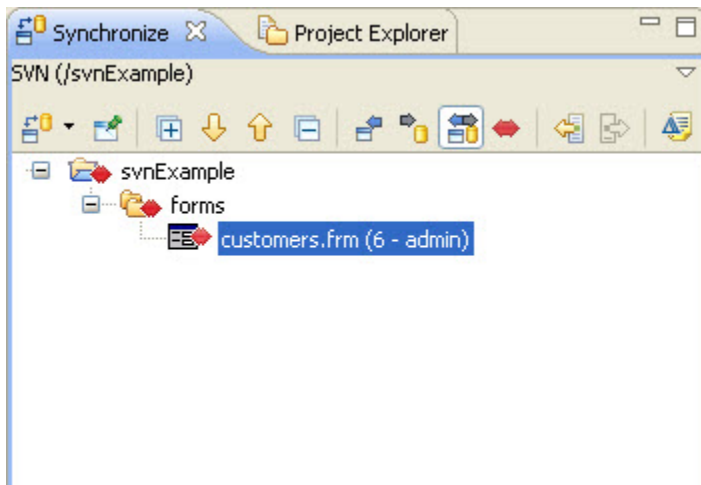 Synchronize Project Explorer
SVN (/svnExample)
svnExample
forms
customers.frm (6 - admin)